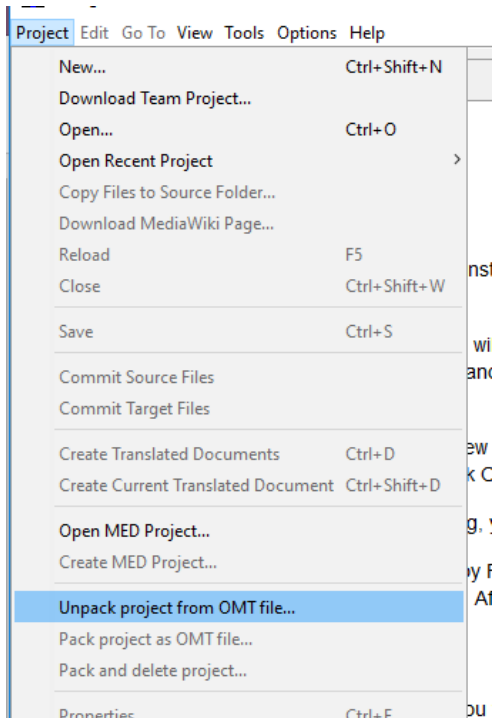 Project Edit Go To View Tools Options Help
New... Ctrl+Shift+N
Download Team Project...
Open... Ctrl+O
Open Recent Project >
Copy Files to Source Folder...
Download MediaWiki Page...
Reload F5
Close Ctrl+Shift+W
Save Ctrl+S
Commit Source Files
Commit Target Files
Create Translated Documents Ctrl+D
Create Current Translated Document Ctrl+Shift+D
Open MED Project...
Create MED Project...
Unpack project from OMT file...
Pack project as OMT file...
Pack and delete project...
Properties... Ctrl+E